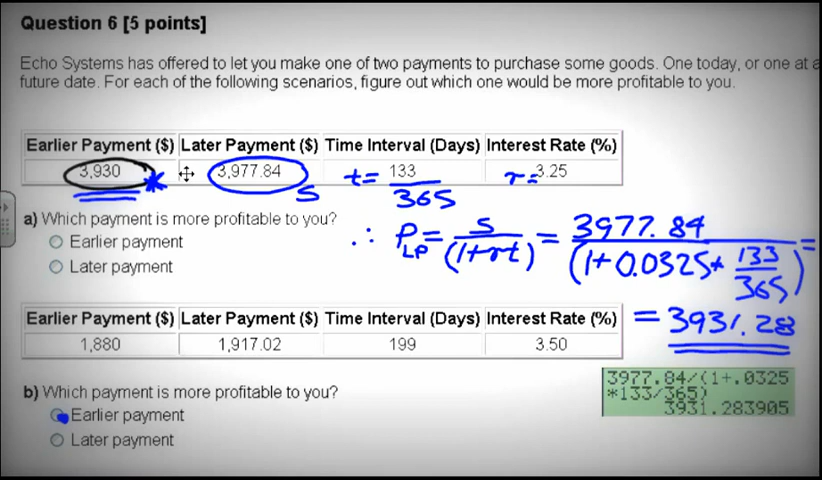 Question 6 [5 points]
Echo Systems has offered to let you make one of two payments to purchase some goods. One today, or one at a
future date. For each of the following scenarios, figure out which one would be more profitable to you.
Earlier Payment ($) Later Payment ($) Time Interval (Days) Interest Rate (%)
3,930 * 3,977.84 t= 133 r= 3.25
S 365
a) Which payment is more profitable to you?
Earlier payment
Later payment
∴ P_LP = S/(1+rt) = 3977.84/(1+0.0325* 133/365) =
= 3931.28
Earlier Payment ($) Later Payment ($) Time Interval (Days) Interest Rate (%)
1,880 1,917.02 199 3.50
b) Which payment is more profitable to you?
Earlier payment
Later payment
3977.84/(1+.0325
*133/365)
3931.283905